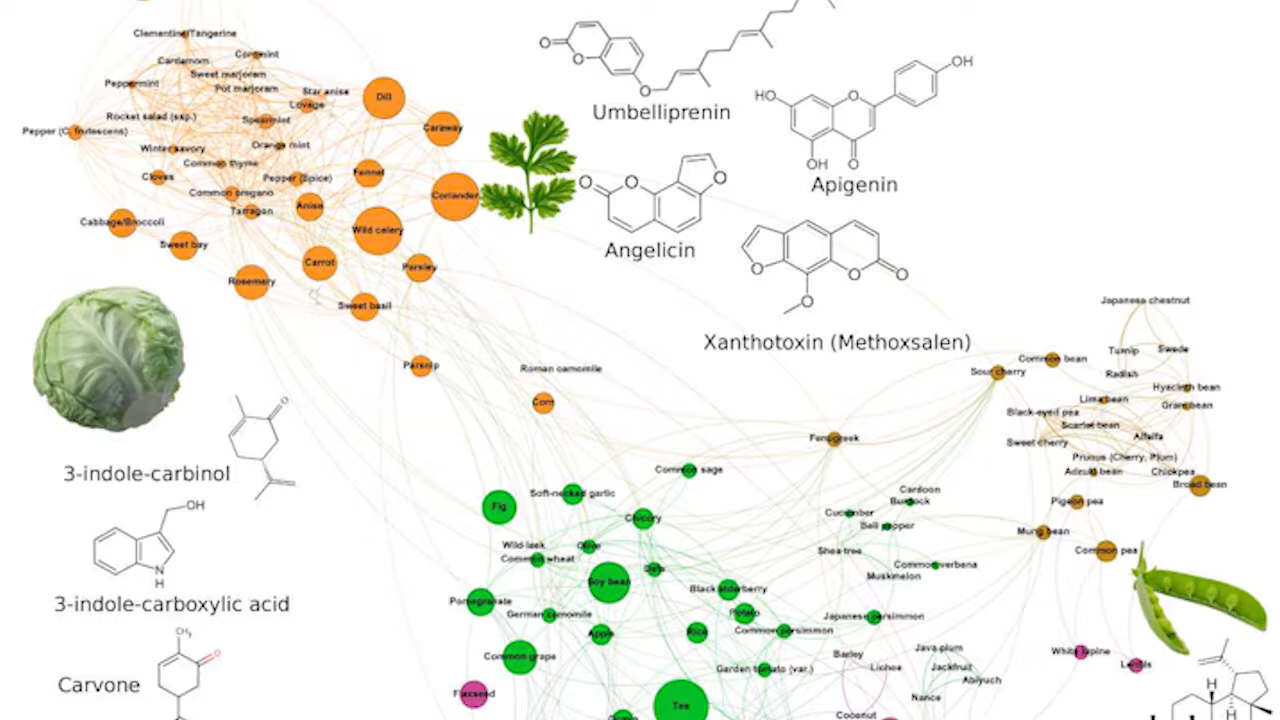 Clementine/Tangerine
Cornmint
Cardamom
Sweet marjoram
Peppermint
Pot marjoram
Star anise
Lovage
Dill
Rocket salad (ssp.)
Spearmint
Pepper (C. frutescens)
Caraway
Orange mint
Winter savory
Common thyme
Fennel
Cloves
Pepper (Spice)
Common oregano
Coriander
Anise
Tarragon
Cabbage/Broccoli
Wild celery
Sweet bay
Carrot
Parsley
Rosemary
Sweet basil
Parsnip
Roman camomile
Corn
Umbelliprenin
HO
OH
O
OH
O
Apigenin
O
O
O
O
O
O
Angelicin
O
O
O
O
Xanthotoxin (Methoxsalen)
Japanese chestnut
Turnip
Swede
Common bean
Sour cherry
Radish
Hyacinth bean
Lima bean
Gram bean
Black-eyed pea
Scarlet bean
Alfalfa
Sweet cherry
Prunus (Cherry, Plum)
Adzuki bean
Chickpea
Broad bean
Pigeon pea
Mung bean
Common pea
Fenugreek
O
3-indole-carbinol
OH
N
H
3-indole-carboxylic acid
CH3
O
Carvone
Common sage
Soft-necked garlic
Fig
Chicory
Cardoon
Burdock
Cucumber
Bell pepper
Wild leek
Olive
Common wheat
Shea tree
Date
Common verbena
Soy bean
Muskmelon
Black elderberry
Pomegranate
German camomile
Potato
Japanese persimmon
Apple
Rice
Common persimmon
Common grape
Barley
Java plum
Garden tomato (var.)
Lichee
Jackfruit
Abiyuch
Flaxseed
Nance
Tea
Coconut
White lupine
Lentils
H
H